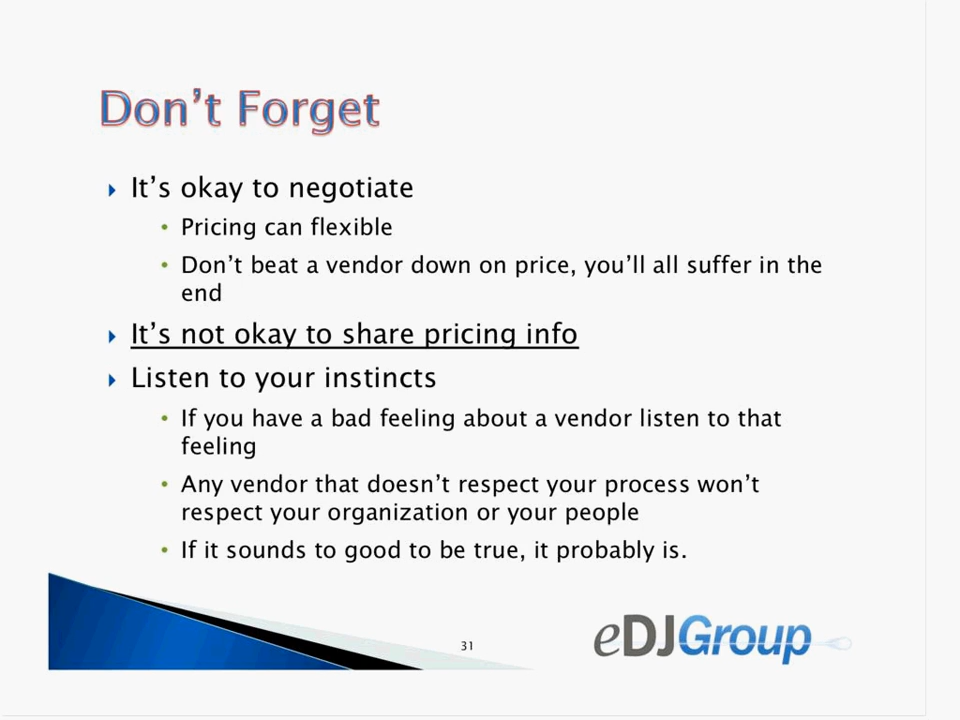 Don’t Forget
It’s okay to negotiate
Pricing can flexible
Don’t beat a vendor down on price, you’ll all suffer in the
end
It’s not okay to share pricing info
Listen to your instincts
If you have a bad feeling about a vendor listen to that
feeling
Any vendor that doesn’t respect your process won’t
respect your organization or your people
If it sounds to good to be true, it probably is.
31
eDJGroup